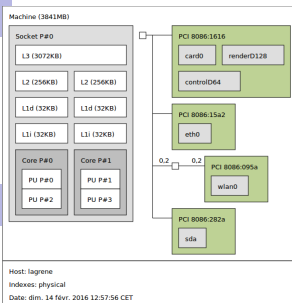 Machine (3841MB)
Socket P#0
L3 (3072KB)
L2 (256KB) L2 (256KB)
L1d (32KB) L1d (32KB)
L1i (32KB) L1i (32KB)
Core P#0 Core P#1
PU P#0 PU P#1
PU P#2 PU P#3
PCI 8086:1616
card0 renderD128
controlD64
PCI 8086:15a2
eth0
0,2 0,2 PCI 8086:095a
wlan0
PCI 8086:282a
sda
Host: lagrene
Indexes: physical
Date: dim. 14 févr. 2016 12:57:56 CET